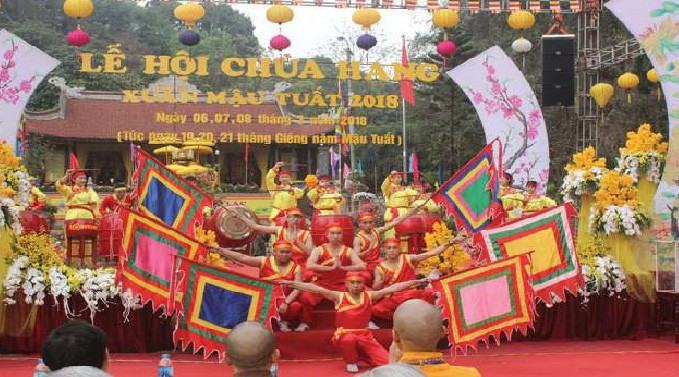 LỄ HỘI CHÙA HANG
XUÂN MẬU TUẤT 2018
Ngày 06,07,08 tháng 3 năm 2018
(Tức ngày 19, 20, 21 tháng Giêng năm Mậu Tuất)